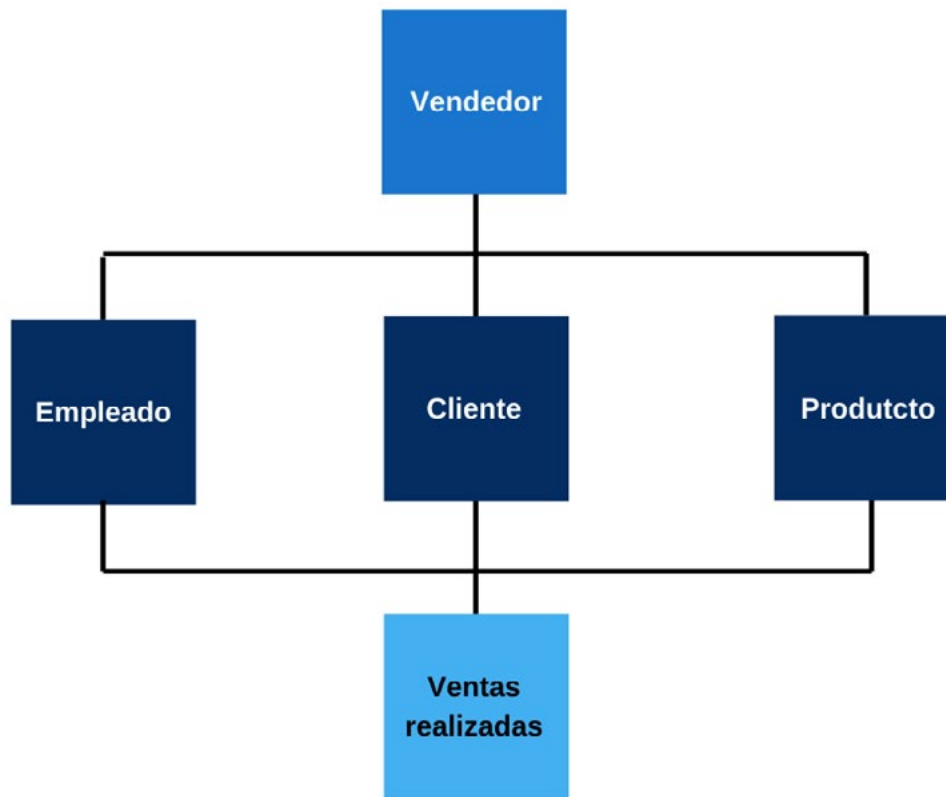 Vendedor
Empleado
Cliente
Produtcto
Ventas
realizadas